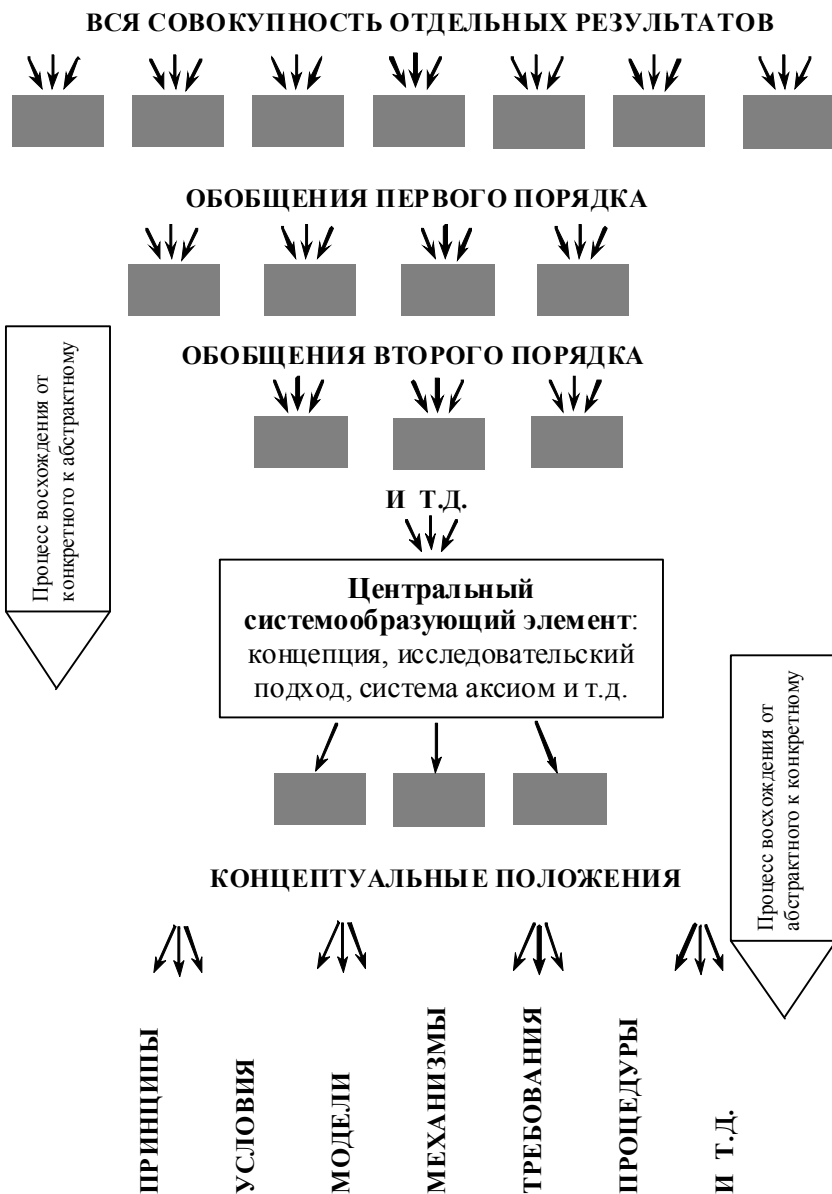 ВСЯ СОВОКУПНОСТЬ ОТДЕЛЬНЫХ РЕЗУЛЬТАТОВ
ОБОБЩЕНИЯ ПЕРВОГО ПОРЯДКА
ОБОБЩЕНИЯ ВТОРОГО ПОРЯДКА
Процесс восхождения от
конкретного к абстрактному
И Т.Д.
Центральный
системообразующий элемент:
концепция, исследовательский
подход, система аксиом и т.д.
Процесс восхождения от
абстрактного к конкретному
КОНЦЕПТУАЛЬНЫЕ ПОЛОЖЕНИЯ
ПРИНЦИПЫ
УСЛОВИЯ
МОДЕЛИ
МЕХАНИЗМЫ
ТРЕБОВАНИЯ
ПРОЦЕДУРЫ
И Т.Д.